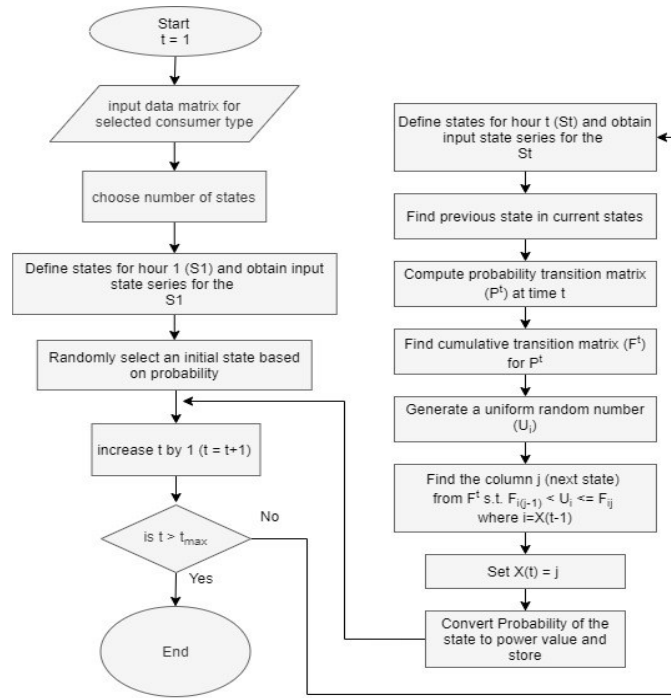 Start
t = 1
input data matrix for
selected consumer type
choose number of states
Define states for hour 1 (S1) and obtain input
state series for the
S1
Randomly select an initial state based
on probability
increase t by 1 (t = t+1)
is t > tmax
No
Yes
End
Define states for hour t (St) and obtain
input state series for the
St
Find previous state in current states
Compute probability transition matrix
(Pᵗ) at time t
Find cumulative transition matrix (Fᵗ)
for Pᵗ
Generate a uniform random number
(Uᵢ)
Find the column j (next state)
from Fᵗ s.t. Fi(j-1) < Ui <= Fij
where i=X(t-1)
Set X(t) = j
Convert Probability of the
state to power value and
store